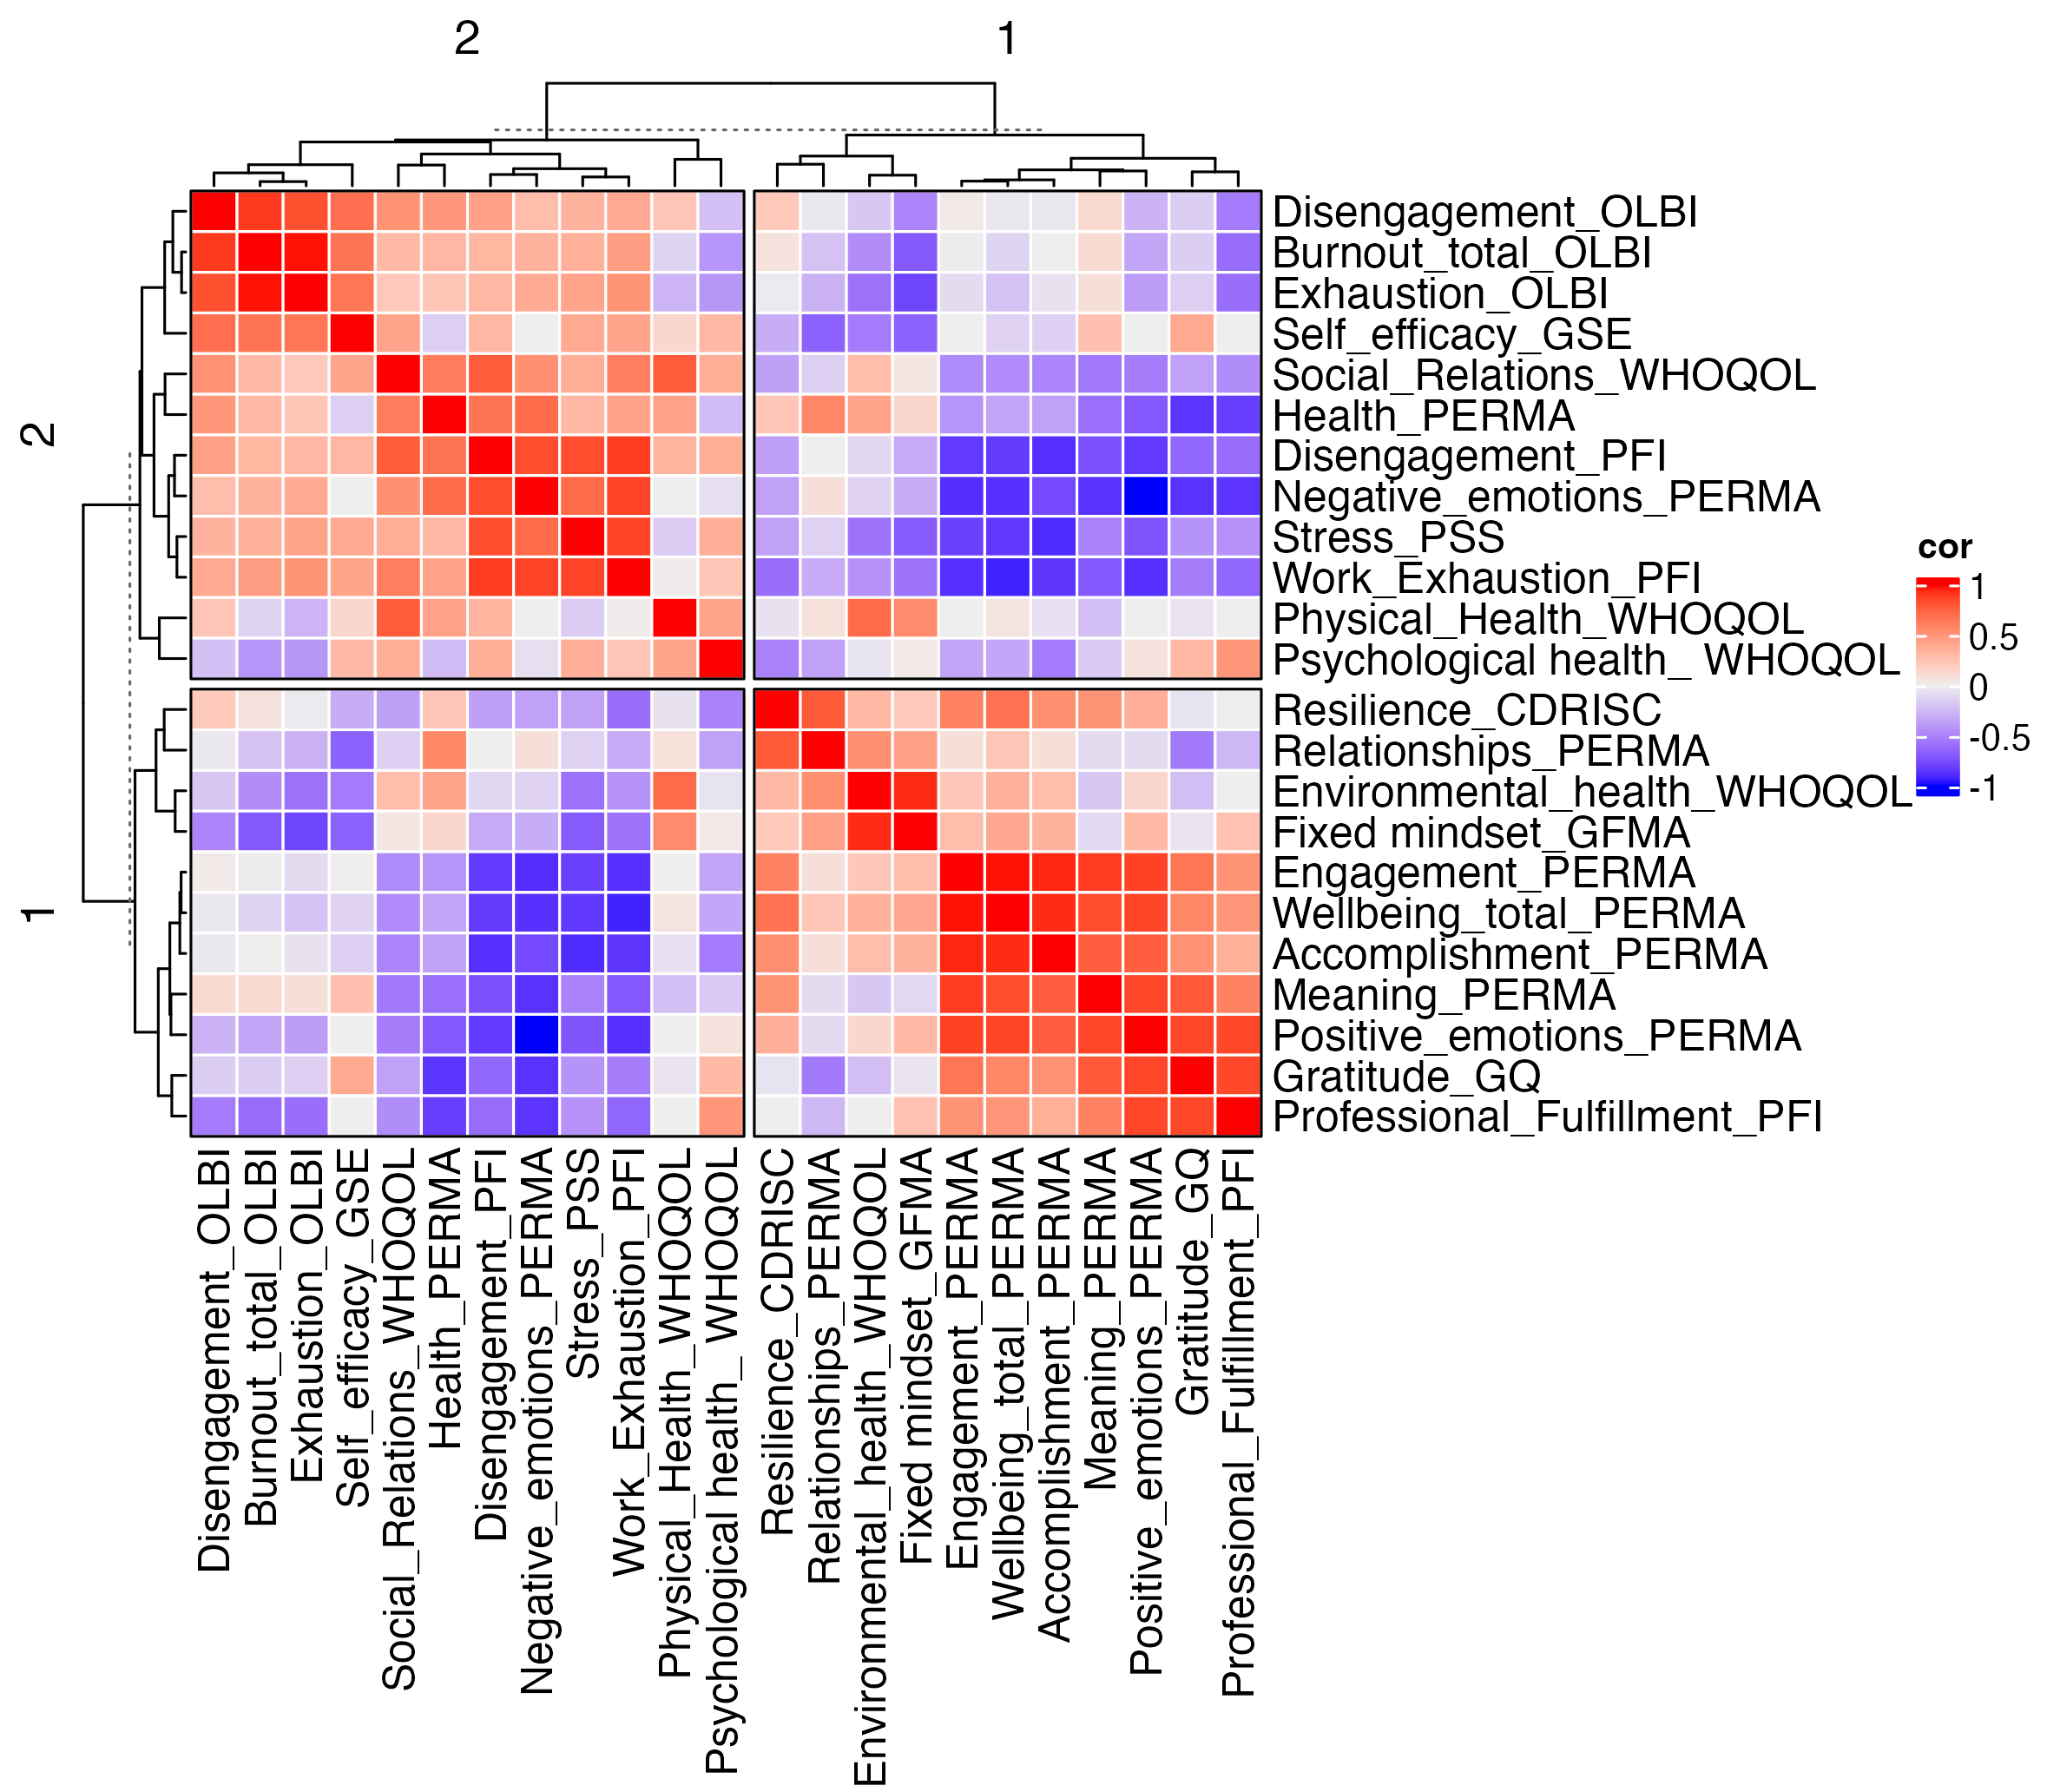 2 1
Disengagement_OLBI
Burnout_total_OLBI
Exhaustion_OLBI
Self_efficacy_GSE
Social_Relations_WHOQOL
Health_PERMA
Disengagement_PFI
Negative_emotions_PERMA
Stress_PSS
Work_Exhaustion_PFI
Physical_Health_WHOQOL
Psychological health_ WHOQOL
Resilience_CDRISC
Relationships_PERMA
Environmental_health_WHOQOL
Fixed mindset_GFMA
Engagement_PERMA
Wellbeing_total_PERMA
Accomplishment_PERMA
Meaning_PERMA
Positive_emotions_PERMA
Gratitude_GQ
Professional_Fulfillment_PFI
2
1
cor
1
0.5
0
-0.5
-1
Disengagement_OLBI
Burnout_total_OLBI
Exhaustion_OLBI
Self_efficacy_GSE
Social_Relations_WHOQOL
Health_PERMA
Disengagement_PFI
Negative_emotions_PERMA
Stress_PSS
Work_Exhaustion_PFI
Physical_Health_WHOQOL
Psychological health_ WHOQOL
Resilience_CDRISC
Relationships_PERMA
Environmental_health_WHOQOL
Fixed mindset_GFMA
Engagement_PERMA
Wellbeing_total_PERMA
Accomplishment_PERMA
Meaning_PERMA
Positive_emotions_PERMA
Gratitude_GQ
Professional_Fulfillment_PFI